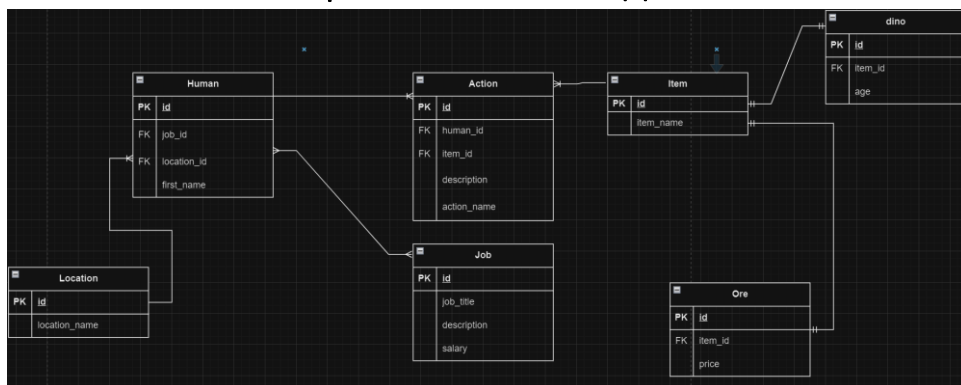 dino
PK id
FK item_id
age
Human
PK id
FK job_id
FK location_id
first_name
Action
PK id
FK human_id
FK item_id
description
action_name
Item
PK id
item_name
Location
PK id
location_name
Job
PK id
job_title
description
salary
Ore
PK id
FK item_id
price